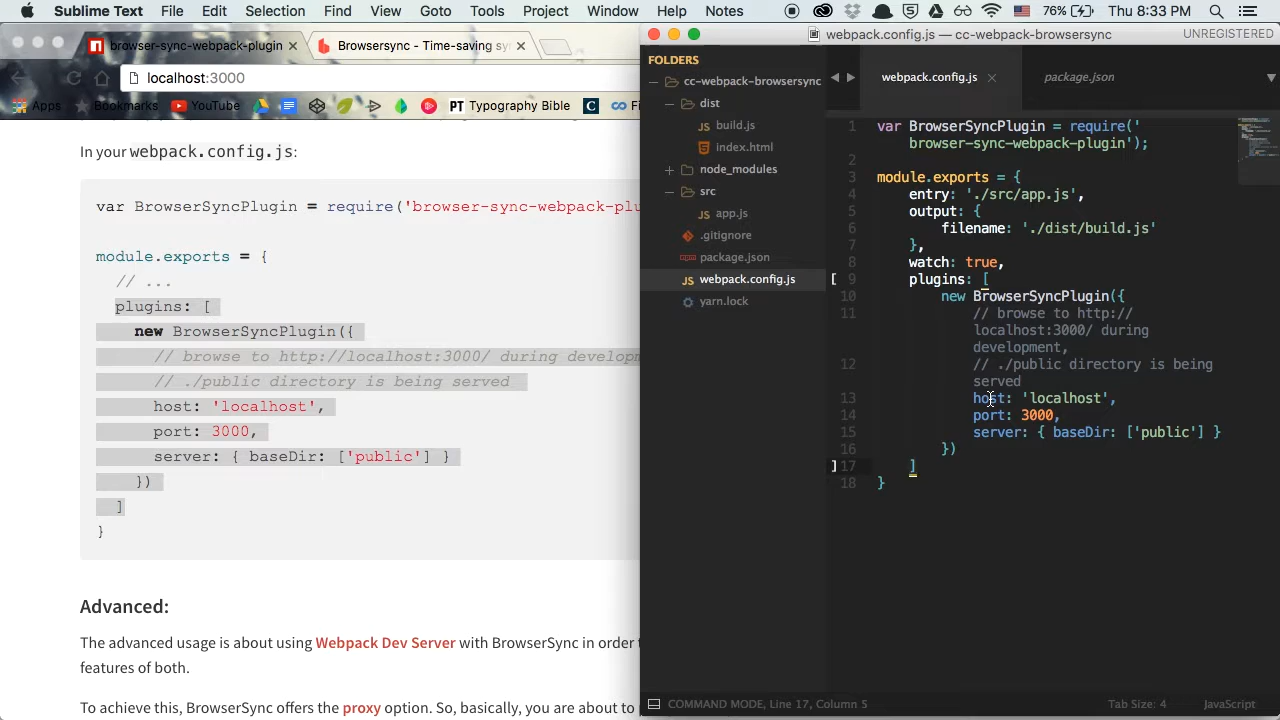 Sublime Text File Edit Selection Find View Goto Tools Project Window Help Notes 76% Thu 8:33 PM
browser-sync-webpack-plugin
Browsersync - Time-saving sy
localhost:3000
Apps Bookmarks YouTube PT Typography Bible C
In your webpack.config.js:
var BrowserSyncPlugin = require('browser-sync-webpack-plu
module.exports = {
// ...
plugins: [
new BrowserSyncPlugin({
// browse to http://localhost:3000/ during developm
// ./public directory is being served
host: 'localhost',
port: 3000,
server: { baseDir: ['public'] }
})
]
}
Advanced:
The advanced usage is about using Webpack Dev Server with BrowserSync in order t
features of both.
To achieve this, BrowserSync offers the proxy option. So, basically, you are about to
webpack.config.js — cc-webpack-browsersync
UNREGISTERED
FOLDERS
cc-webpack-browsersync
dist
JS build.js
index.html
node_modules
src
JS app.js
.gitignore
package.json
JS webpack.config.js
yarn.lock
webpack.config.js
package.json
1 var BrowserSyncPlugin = require('
browser-sync-webpack-plugin');
2
3 module.exports = {
4 entry: './src/app.js',
5 output: {
6 filename: './dist/build.js'
7 },
8 watch: true,
9 plugins: [
10 new BrowserSyncPlugin({
11 // browse to http://
localhost:3000/ during
development,
12 // ./public directory is being
served
13 host: 'localhost',
14 port: 3000,
15 server: { baseDir: ['public'] }
16 })
17 ]
18 }
COMMAND MODE, Line 17, Column 5
Tab Size: 4
JavaScript